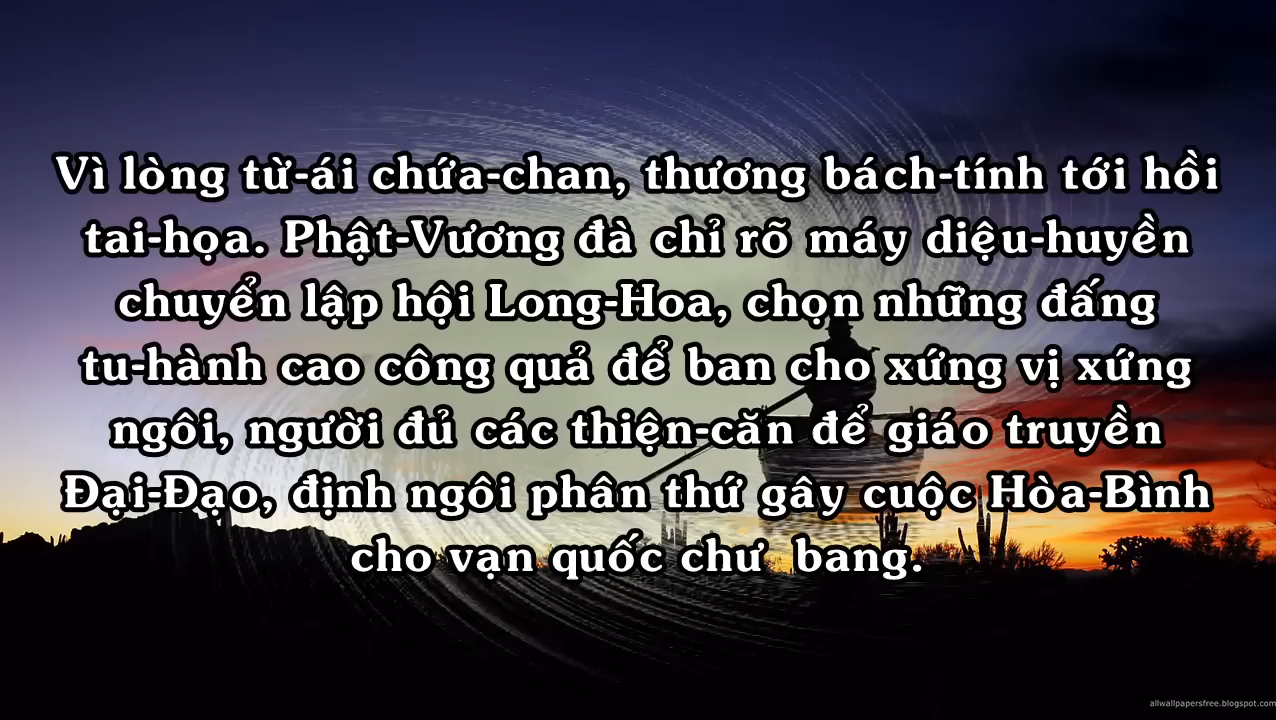 Vì lòng từ-ái chứa-chan, thương bách-tính tới hồi
tai-họa. Phật-Vương đà chỉ rõ máy diệu-huyền
chuyển lập hội Long-Hoa, chọn những đấng
tu-hành cao công quả để ban cho xứng vị xứng
ngôi, người đủ các thiện-căn để giáo truyền
Đại-Đạo, định ngôi phân thứ gây cuộc Hòa-Bình
cho vạn quốc chư bang.
allwallpapersfree.blogspot.com